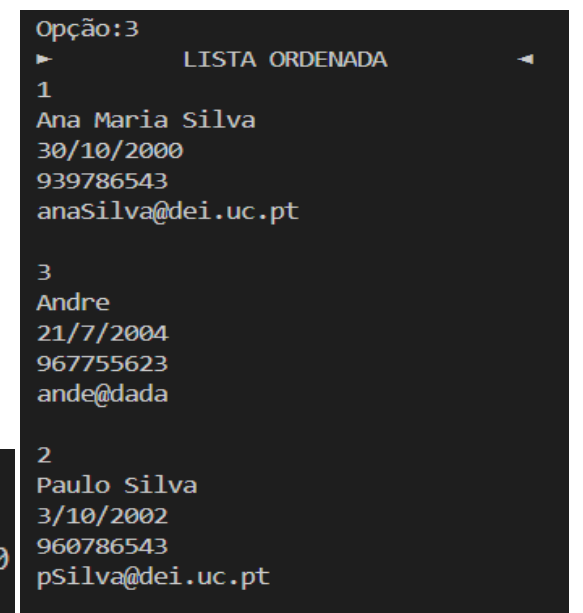 Opção:3
► LISTA ORDENADA ◄
1
Ana Maria Silva
30/10/2000
939786543
anaSilva@dei.uc.pt
3
Andre
21/7/2004
967755623
ande@dada
2
Paulo Silva
3/10/2002
960786543
pSilva@dei.uc.pt
0